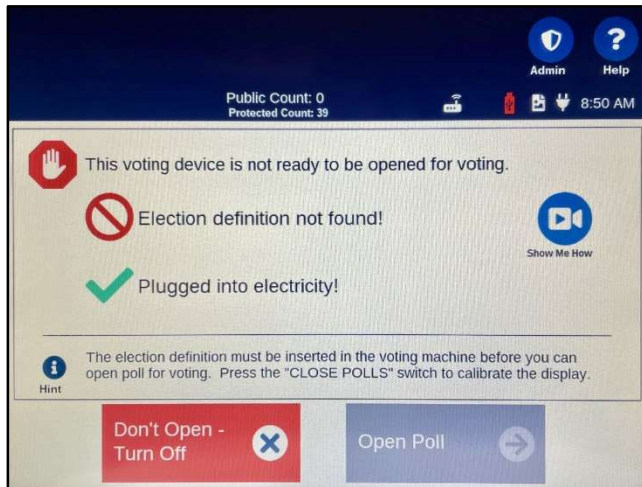 Admin
Help
Public Count: 0
Protected Count: 39
8:50 AM
This voting device is not ready to be opened for voting.
Election definition not found!
Show Me How
Plugged into electricity!
Hint
The election definition must be inserted in the voting machine before you can
open poll for voting. Press the "CLOSE POLLS" switch to calibrate the display.
Don't Open -
Turn Off
Open Poll